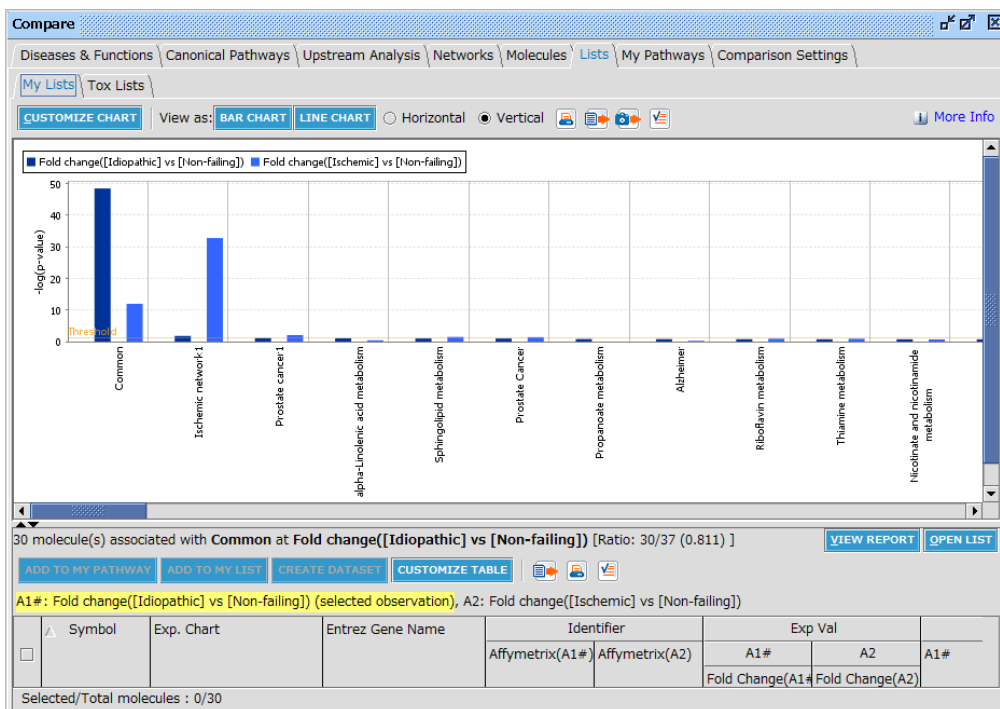 Compare
Diseases & Functions Canonical Pathways Upstream Analysis Networks Molecules Lists My Pathways Comparison Settings
My Lists Tox Lists
CUSTOMIZE CHART View as: BAR CHART LINE CHART Horizontal Vertical More Info
Fold change([Idiopathic] vs [Non-failing]) Fold change([Ischemic] vs [Non-failing])
50
40
30
20
10
0
-log(p-value)
Threshold
Common
Ischemic network1
Prostate cancer1
alpha-Linolenic acid metabolism
Sphingolipid metabolism
Prostate Cancer
Propanoate metabolism
Alzheimer
Riboflavin metabolism
Thiamine metabolism
Nicotinate and nicotinamide
metabolism
30 molecule(s) associated with Common at Fold change([Idiopathic] vs [Non-failing]) [Ratio: 30/37 (0.811) ] VIEW REPORT OPEN LIST
ADD TO MY PATHWAY ADD TO MY LIST CREATE DATASET CUSTOMIZE TABLE
A1#: Fold change([Idiopathic] vs [Non-failing]) (selected observation), A2: Fold change([Ischemic] vs [Non-failing])
Symbol Exp. Chart Entrez Gene Name Identifier Exp Val
Affymetrix(A1#) Affymetrix(A2) A1# A2 A1#
Fold Change(A1# Fold Change(A2)
Selected/Total molecules : 0/30